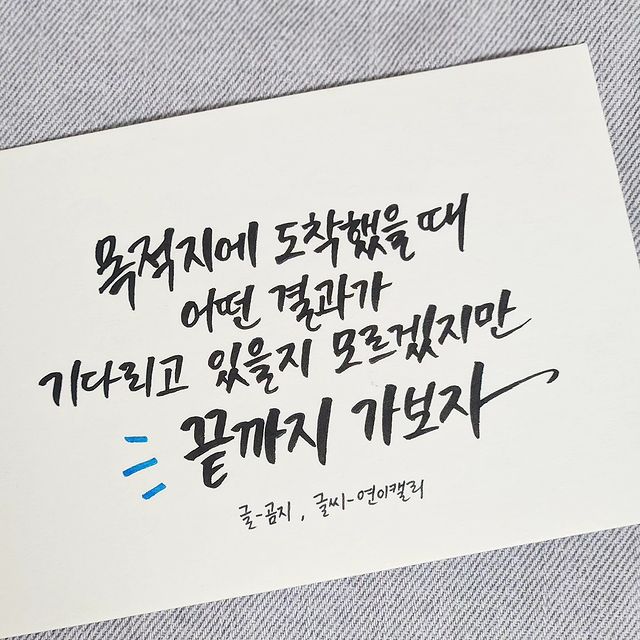 목적지에 도착했을 때
어떤 결과가
기다리고 있을지 모르겠지만
끝까지 가보자
글-곰지, 글씨-연이캘리